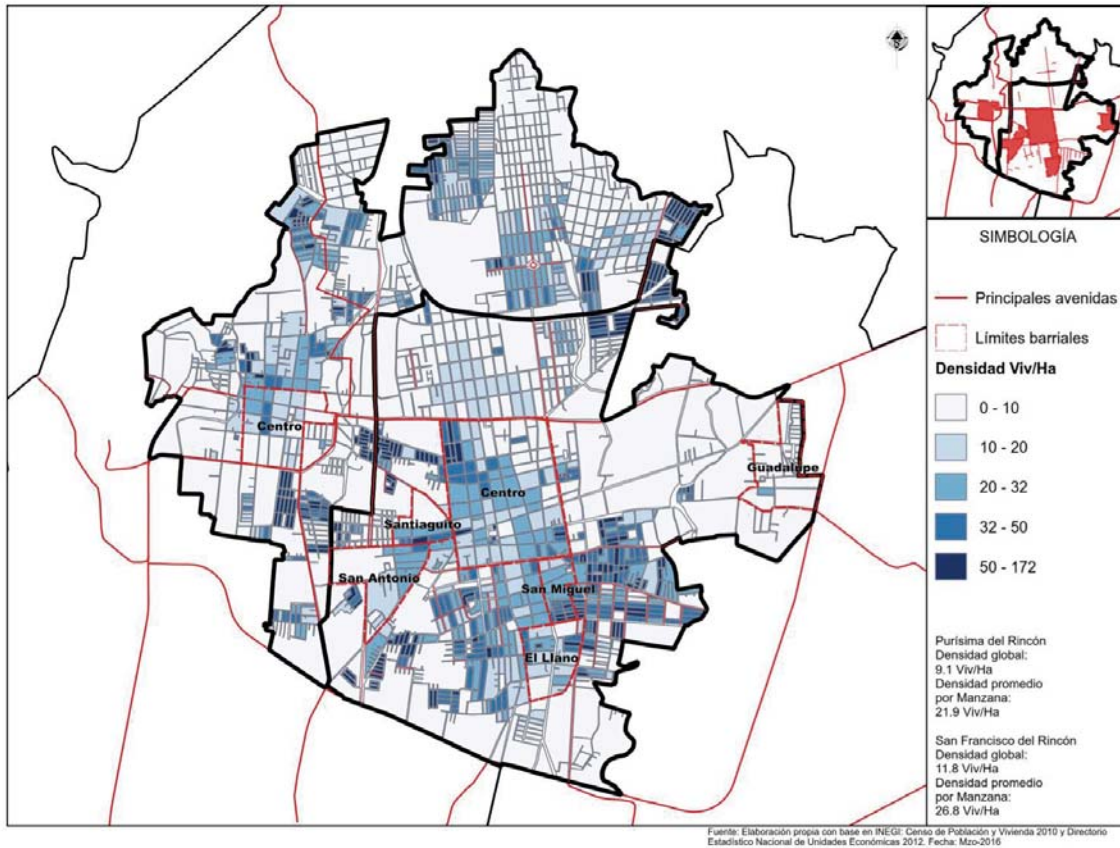 SIMBOLOGÍA
Principales avenidas
Límites barriales
Densidad Viv/Ha
0 - 10
10 - 20
20 - 32
32 - 50
50 - 172
Purísima del Rincón
Densidad global:
9.1 Viv/Ha
Densidad promedio
por Manzana:
21.9 Viv/Ha
San Francisco del Rincón
Densidad global:
11.8 Viv/Ha
Densidad promedio
por Manzana:
26.8 Viv/Ha
Centro
Centro
Guadalupe
Santiaguito
San Antonio
San Miguel
El Llano
Fuente: Elaboración propia con base en INEGI: Censo de Población y Vivienda 2010 y Directorio
Estadístico Nacional de Unidades Económicas 2012. Fecha: Mzo-2016